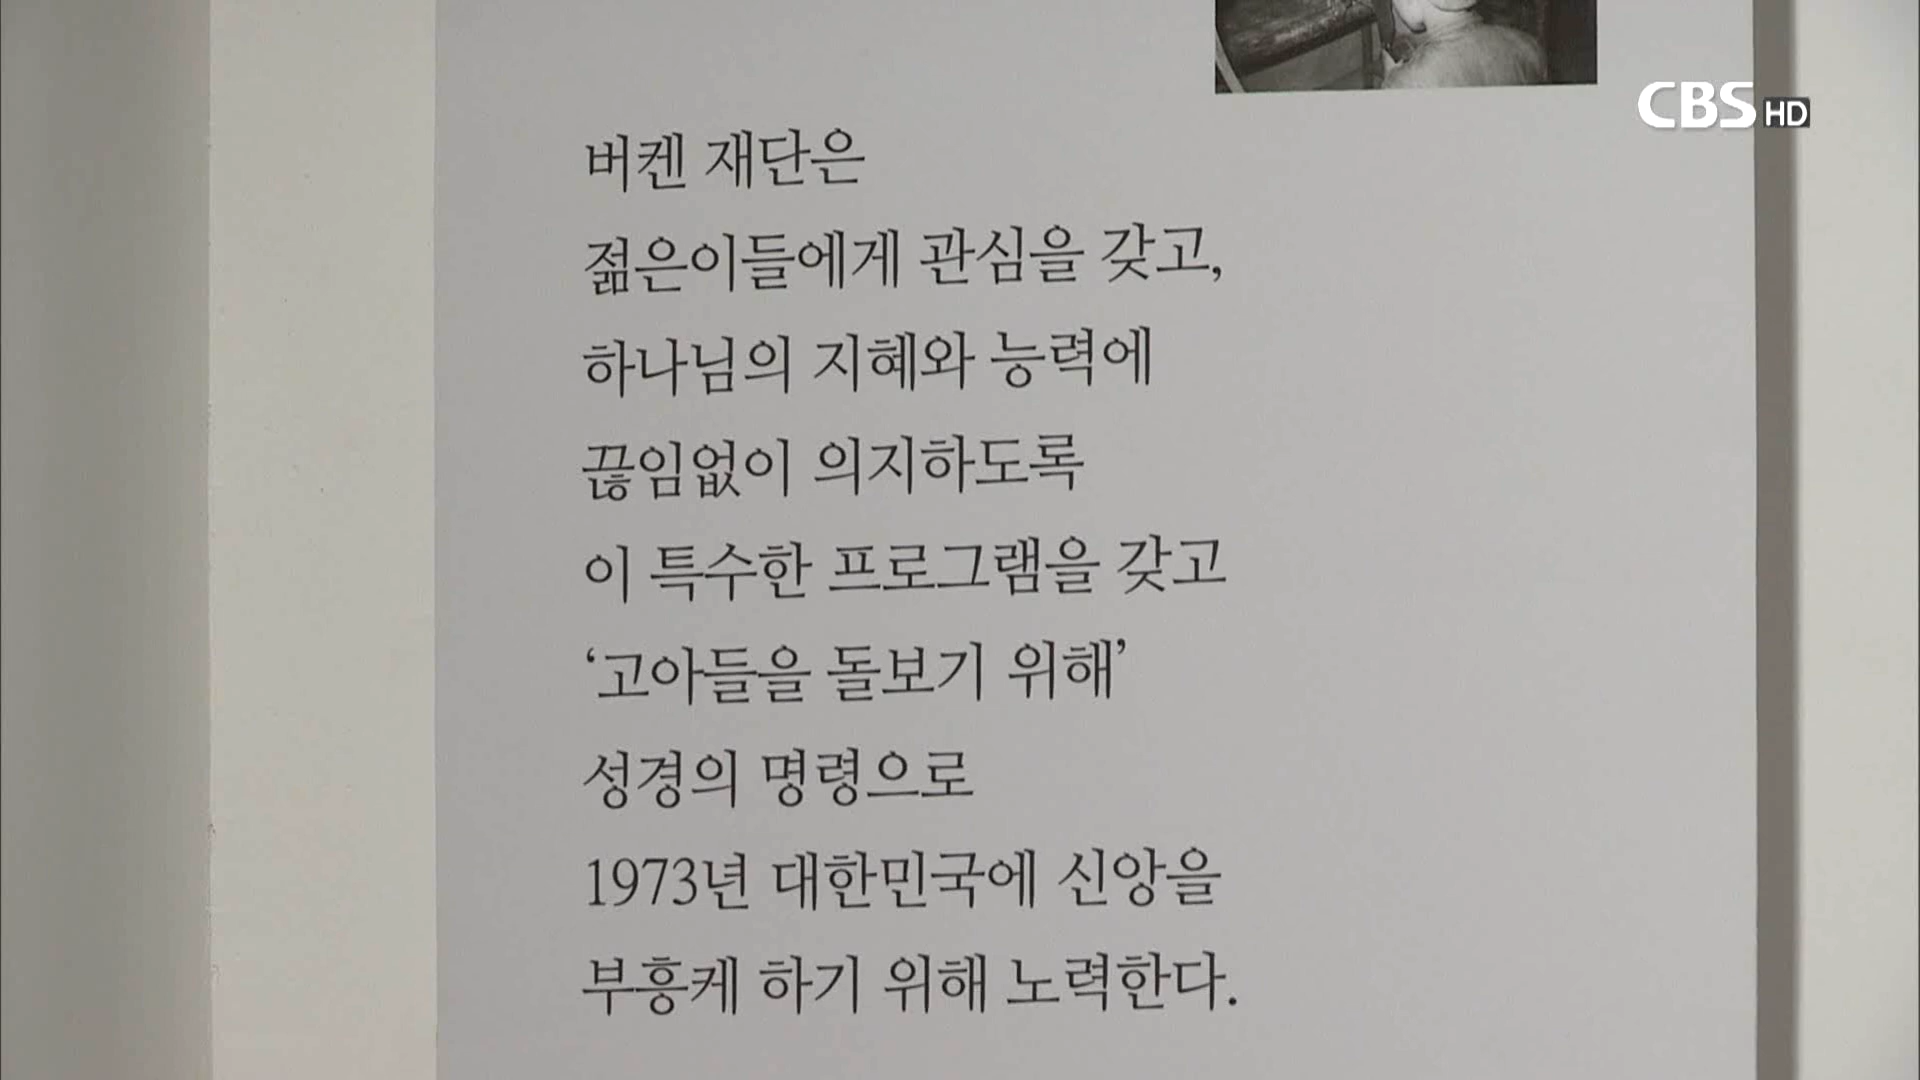 CBS HD
버켄 재단은
젊은이들에게 관심을 갖고,
하나님의 지혜와 능력에
끊임없이 의지하도록
이 특수한 프로그램을 갖고
‘고아들을 돌보기 위해’
성경의 명령으로
1973년 대한민국에 신앙을
부흥케 하기 위해 노력한다.